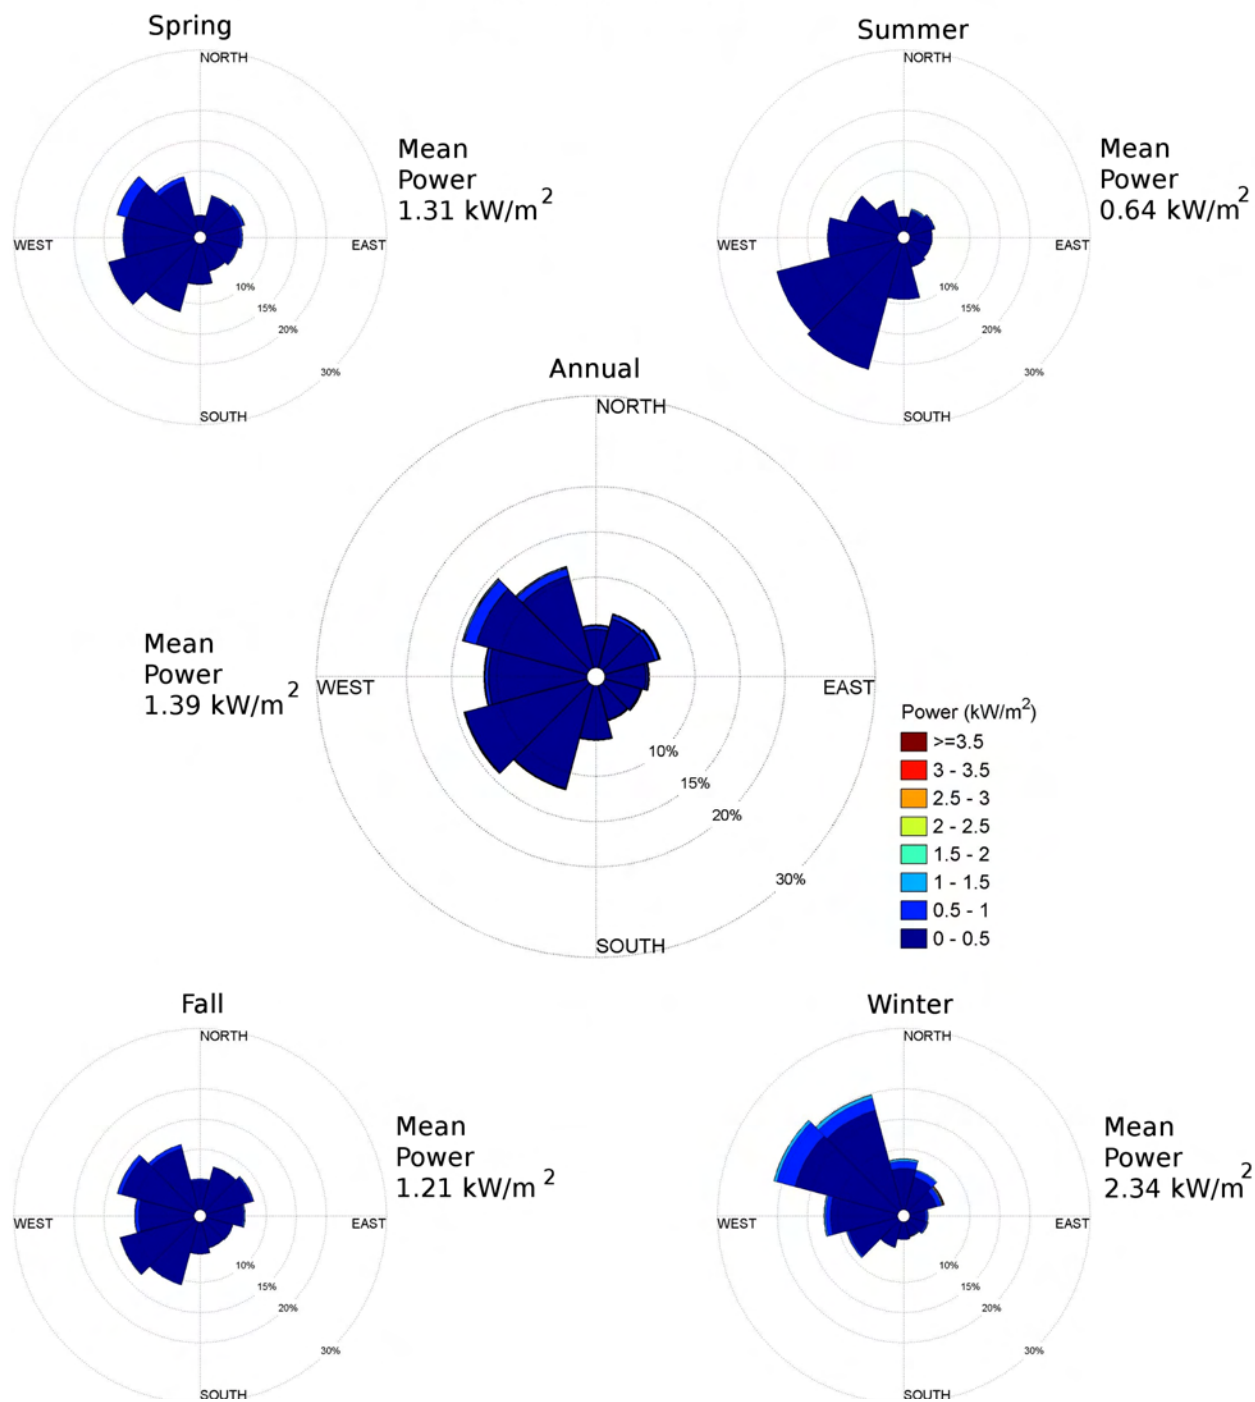 Spring
NORTH
WEST
EAST
SOUTH
10%
15%
20%
30%
Mean
Power
1.31 kW/m²
Summer
NORTH
WEST
EAST
SOUTH
10%
15%
20%
30%
Mean
Power
0.64 kW/m²
Annual
NORTH
WEST
EAST
SOUTH
10%
15%
20%
30%
Mean
Power
1.39 kW/m²
Power (kW/m²)
>=3.5
3 - 3.5
2.5 - 3
2 - 2.5
1.5 - 2
1 - 1.5
0.5 - 1
0 - 0.5
Fall
NORTH
WEST
EAST
SOUTH
10%
15%
20%
30%
Mean
Power
1.21 kW/m²
Winter
NORTH
WEST
EAST
SOUTH
10%
15%
20%
30%
Mean
Power
2.34 kW/m²